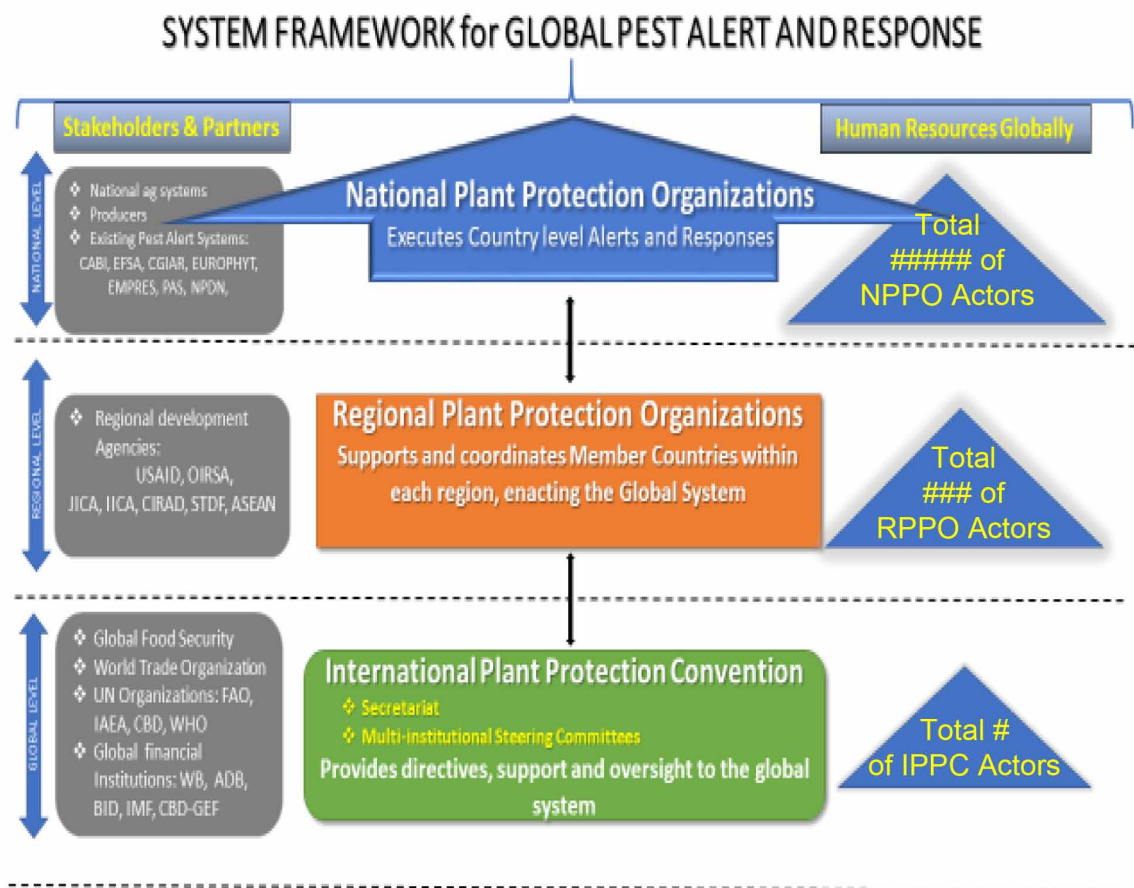 SYSTEM FRAMEWORK for GLOBAL PEST ALERT AND RESPONSE
Stakeholders & Partners
Human Resources Globally
NATIONAL LEVEL
❖ National ag systems
❖ Producers
❖ Existing Pest Alert Systems:
CABI, EFSA, CGIAR, EUROPHYT,
EMPRES, PAS, NPDN,
National Plant Protection Organizations
Executes Country level Alerts and Responses
Total
##### of
NPPO Actors
REGIONAL LEVEL
❖ Regional development
Agencies:
USAID, OIRSA,
JICA, IICA, CIRAD, STDF, ASEAN
Regional Plant Protection Organizations
Supports and coordinates Member Countries within
each region, enacting the Global System
Total
### of
RPPO Actors
GLOBAL LEVEL
❖ Global Food Security
❖ World Trade Organization
❖ UN Organizations: FAO,
IAEA, CBD, WHO
❖ Global financial
Institutions: WB, ADB,
BID, IMF, CBD-GEF
International Plant Protection Convention
❖ Secretariat
❖ Multi-institutional Steering Committees
Provides directives, support and oversight to the global
system
Total #
of IPPC Actors